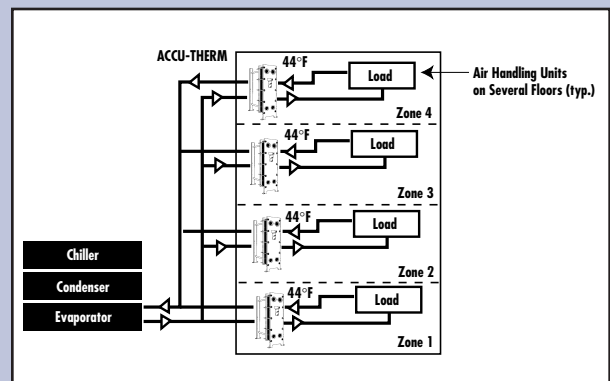 ACCU-THERM
44°F
Load
Air Handling Units
on Several Floors (typ.)
Zone 4
44°F
Load
Zone 3
44°F
Load
Zone 2
Chiller
Condenser
Evaporator
44°F
Load
Zone 1